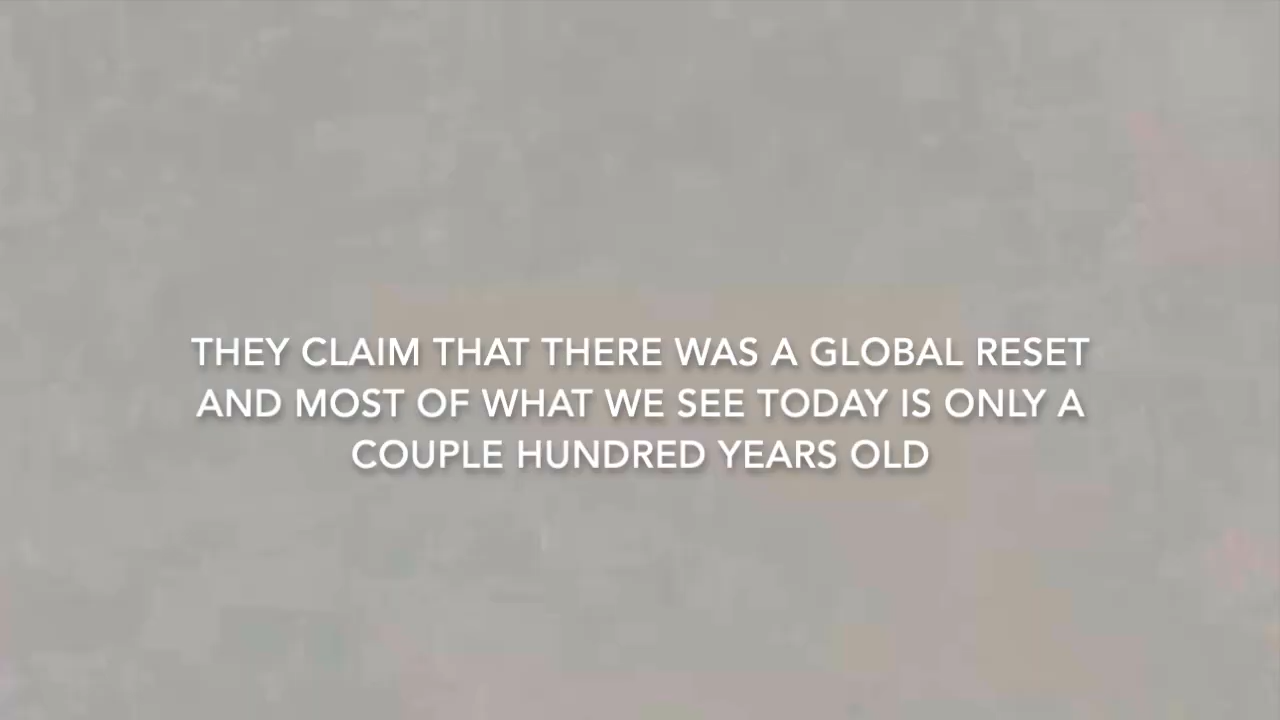 THEY CLAIM THAT THERE WAS A GLOBAL RESET
AND MOST OF WHAT WE SEE TODAY IS ONLY A
COUPLE HUNDRED YEARS OLD